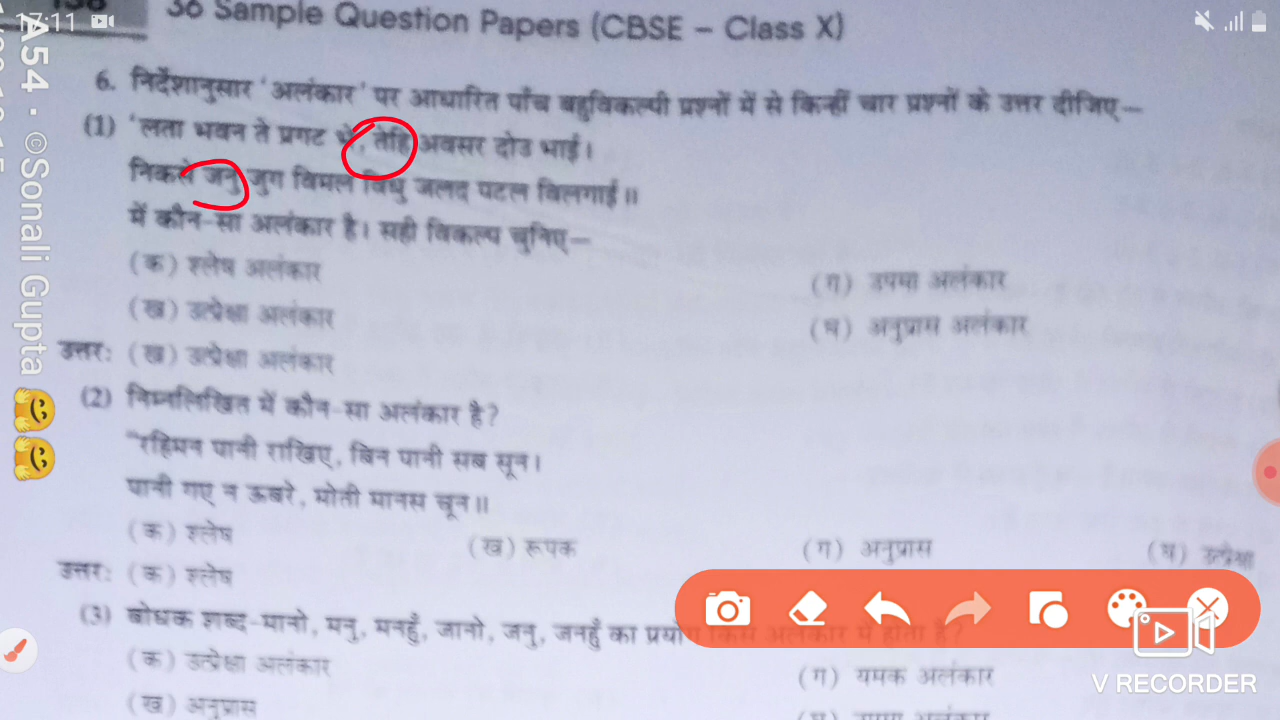 17:11
36 Sample Question Papers (CBSE – Class X)
A54 · ©Sonali Gupta
6. निर्देशानुसार 'अलंकार' पर आधारित पाँच बहुविकल्पी प्रश्नों में से किन्हीं चार प्रश्नों के उत्तर दीजिए—
(1) 'लता भवन ते प्रगट भे, तेहि अवसर दोउ भाई।
निकसे जनु जुग बिमल बिधु जलद पटल बिलगाई॥
में कौन-सा अलंकार है। सही विकल्प चुनिए—
(क) श्लेष अलंकार (ग) उपमा अलंकार
(ख) उत्प्रेक्षा अलंकार (घ) अनुप्रास अलंकार
उत्तर: (ख) उत्प्रेक्षा अलंकार
(2) निम्नलिखित में कौन-सा अलंकार है?
"रहिमन पानी राखिए, बिन पानी सब सून।
पानी गए न ऊबरे, मोती मानस चून॥
(क) श्लेष (ख) रूपक (ग) अनुप्रास (घ) उत्प्रेक्षा
उत्तर: (क) श्लेष
(3) बोधक शब्द-मानो, मनु, मनहुँ, जानो, जनु, जनहुँ का प्रयोग किस अलंकार में होता है?
(क) उत्प्रेक्षा अलंकार (ग) यमक अलंकार
(ख) अनुप्रास
V RECORDER